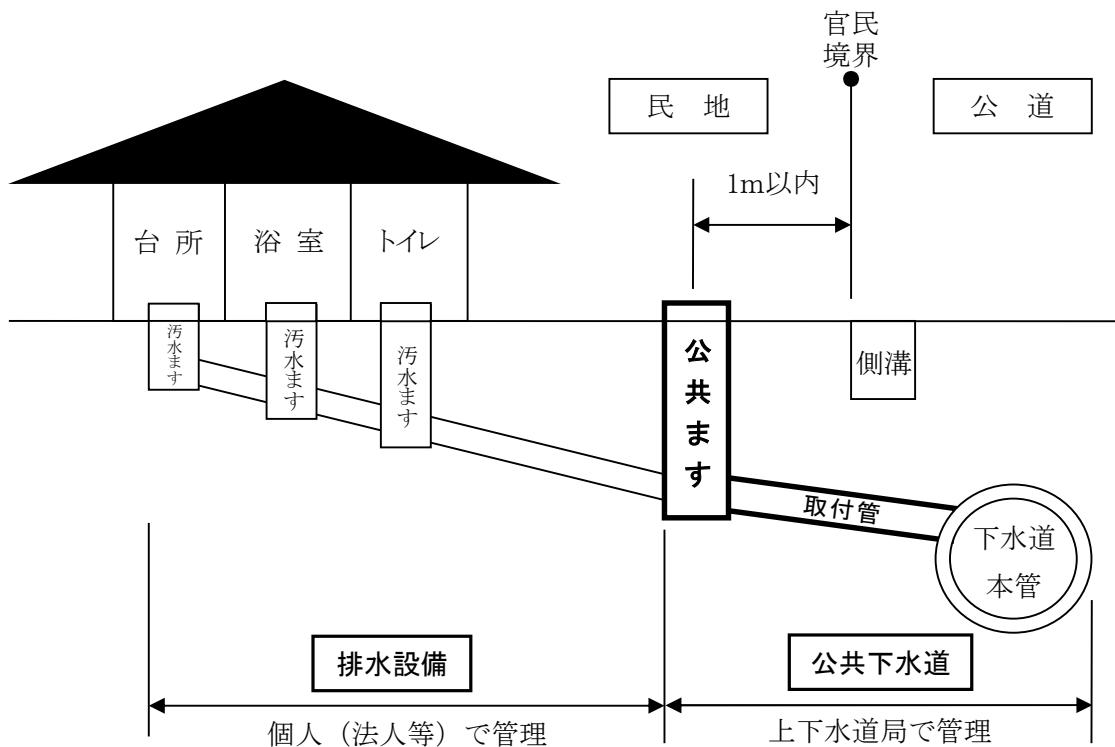 官民
境界
民 地
公 道
1m以内
台 所
浴 室
トイレ
汚水ます
汚水ます
汚水ます
公共ます
側溝
取付管
下水道
本管
排水設備
公共下水道
個人（法人等）で管理
上下水道局で管理